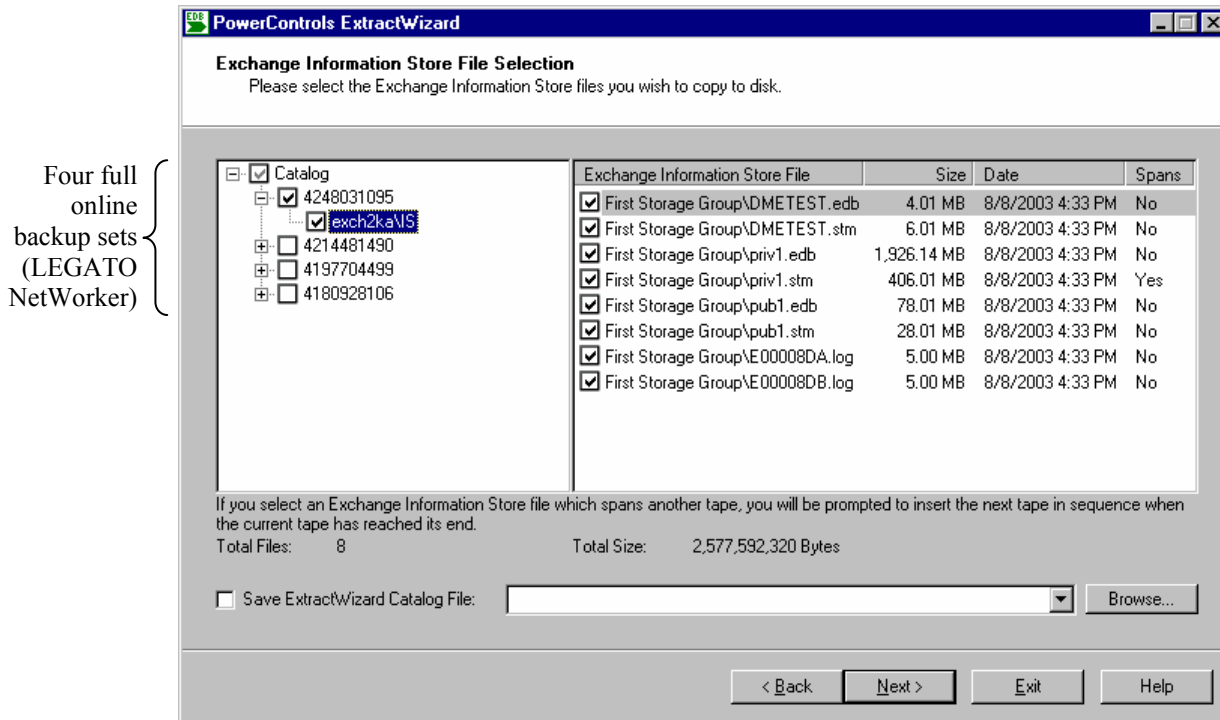 EDB
PowerControls ExtractWizard
Exchange Information Store File Selection
Please select the Exchange Information Store files you wish to copy to disk.
Four full
online
backup sets
(LEGATO
NetWorker)
Catalog
4248031095
exch2ka\IS
4214481490
4197704499
4180928106
Exchange Information Store File Size Date Spans
First Storage Group\DMETEST.edb 4.01 MB 8/8/2003 4:33 PM No
First Storage Group\DMETEST.stm 6.01 MB 8/8/2003 4:33 PM No
First Storage Group\priv1.edb 1,926.14 MB 8/8/2003 4:33 PM No
First Storage Group\priv1.stm 406.01 MB 8/8/2003 4:33 PM Yes
First Storage Group\pub1.edb 78.01 MB 8/8/2003 4:33 PM No
First Storage Group\pub1.stm 28.01 MB 8/8/2003 4:33 PM No
First Storage Group\E00008DA.log 5.00 MB 8/8/2003 4:33 PM No
First Storage Group\E00008DB.log 5.00 MB 8/8/2003 4:33 PM No
If you select an Exchange Information Store file which spans another tape, you will be prompted to insert the next tape in sequence when
the current tape has reached its end.
Total Files: 8 Total Size: 2,577,592,320 Bytes
Save ExtractWizard Catalog File: Browse...
< Back Next > Exit Help